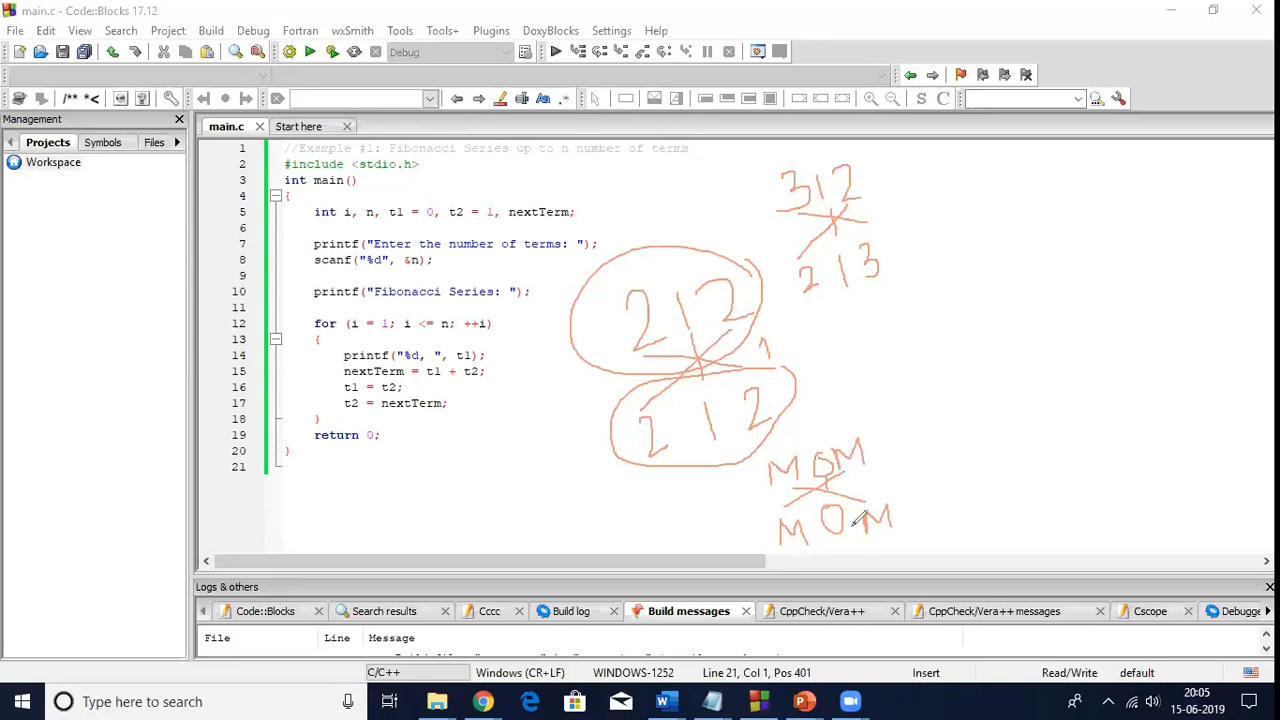 main.c - Code::Blocks 17.12
File Edit View Search Project Build Debug Fortran wxSmith Tools Tools+ Plugins DoxyBlocks Settings Help
Debug
/** *<
S C
Management
Projects Symbols Files
Workspace
main.c Start here
1 //Example #1: Fibonacci Series up to n number of terms
2 #include <stdio.h>
3 int main()
4 {
5 int i, n, t1 = 0, t2 = 1, nextTerm;
6
7 printf("Enter the number of terms: ");
8 scanf("%d", &n);
9
10 printf("Fibonacci Series: ");
11
12 for (i = 1; i <= n; ++i)
13 {
14 printf("%d, ", t1);
15 nextTerm = t1 + t2;
16 t1 = t2;
17 t2 = nextTerm;
18 }
19 return 0;
20 }
21
312
213
212
212
MOM
MOM
Logs & others
Code::Blocks Search results Cccc Build log Build messages CppCheck/Vera++ CppCheck/Vera++ messages Cscope Debugge
File Line Message
C/C++ Windows (CR+LF) WINDOWS-1252 Line 21, Col 1, Pos 401 Insert Read/Write default
Type here to search
20:05
15-06-2019